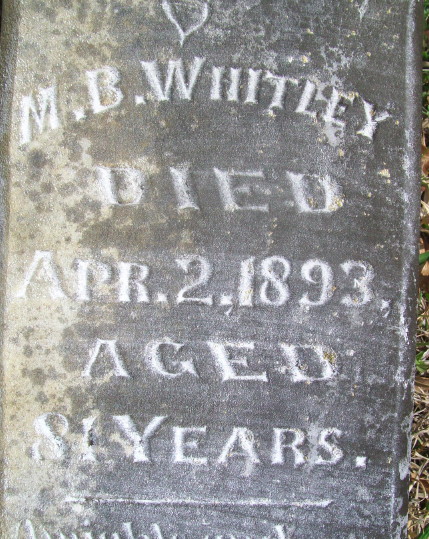 M. B. WHITLEY
DIED
APR. 2, 1893.
AGED
81 YEARS.